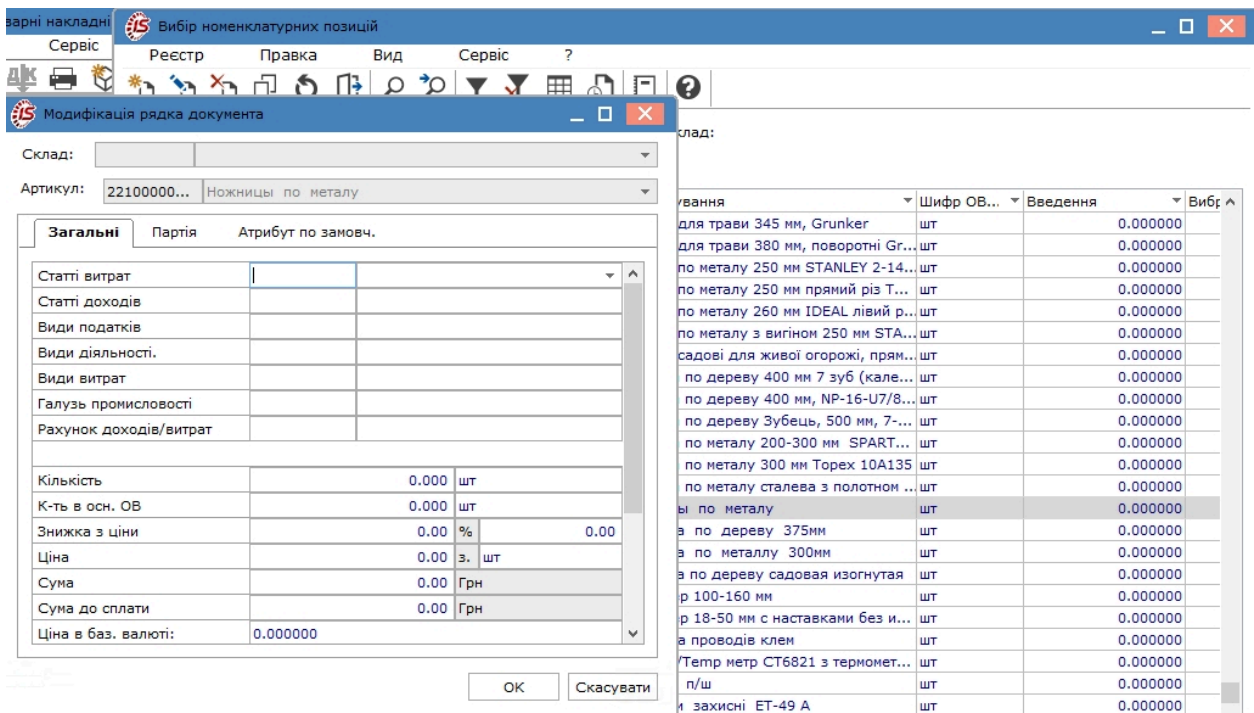 варні накладні
Вибір номенклатурних позицій
Сервіс
Реєстр Правка Вид Сервіс ?
Модифікація рядка документа
клад:
Склад:
Артикул: 22100000... Ножницы по металу
Загальні Партія Атрибут по замовч.
Статті витрат
Статті доходів
Види податків
Види діяльності.
Види витрат
Галузь промисловості
Рахунок доходів/витрат
Кількість 0.000 шт
К-ть в осн. ОВ 0.000 шт
Знижка з ціни 0.00 % 0.00
Ціна 0.00 з. шт
Сума 0.00 Грн
Сума до сплати 0.00 Грн
Ціна в баз. валюті: 0.000000
ОК Скасувати
ування Шифр ОВ... Введення Вибр
для трави 345 мм, Grunker шт 0.000000
для трави 380 мм, поворотні Gr... шт 0.000000
по металу 250 мм STANLEY 2-14... шт 0.000000
по металу 250 мм прямий різ T... шт 0.000000
по металу 260 мм IDEAL лівий р... шт 0.000000
по металу з вигіном 250 мм STA... шт 0.000000
садові для живої огорожі, прям... шт 0.000000
по дереву 400 мм 7 зуб (кале... шт 0.000000
по дереву 400 мм, NP-16-U7/8... шт 0.000000
по дереву Зубець, 500 мм, 7-... шт 0.000000
по металу 200-300 мм SPART... шт 0.000000
по металу 300 мм Topex 10A135 шт 0.000000
по металу сталева з полотном ... шт 0.000000
ы по металу шт 0.000000
а по дереву 375мм шт 0.000000
а по металлу 300мм шт 0.000000
а по дереву садовая изогнутая шт 0.000000
р 100-160 мм шт 0.000000
р 18-50 мм с наставками без и... шт 0.000000
а проводів клем шт 0.000000
/Temp метр СТ6821 з термомет... шт 0.000000
п/ш шт 0.000000
и захисні ЕТ-49 А шт 0.000000